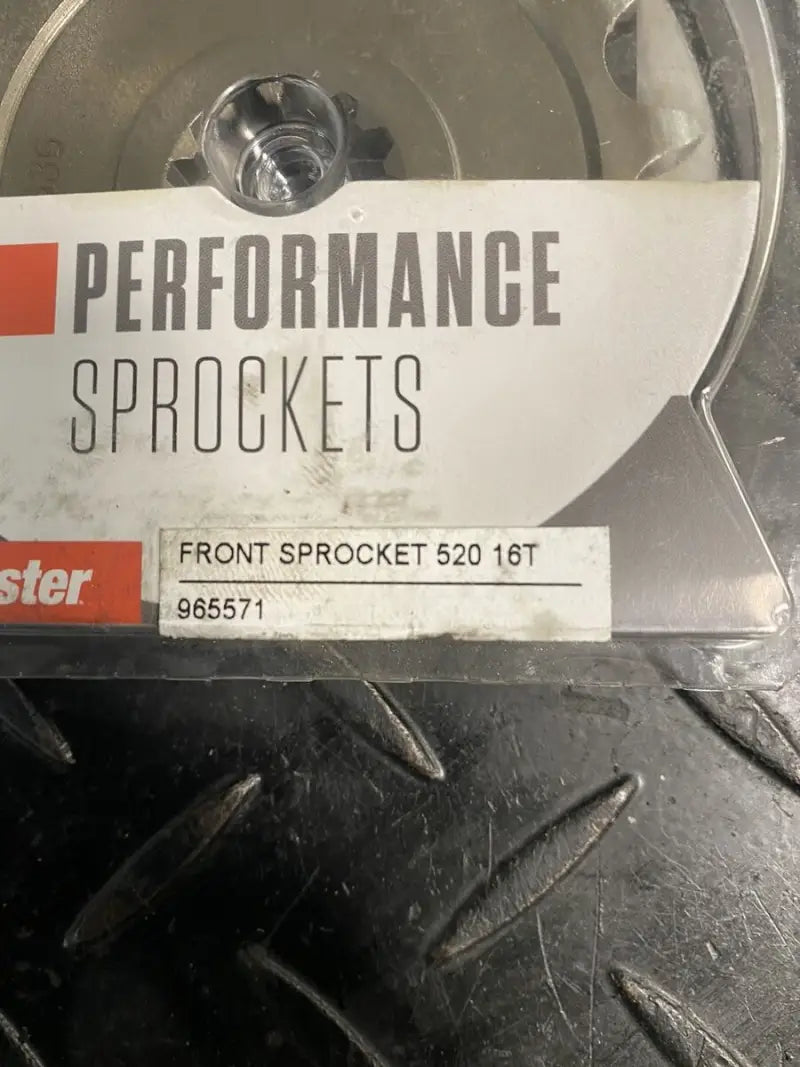 PERFORMANCE
SPROCKETS
ster
FRONT SPROCKET 520 16T
965571